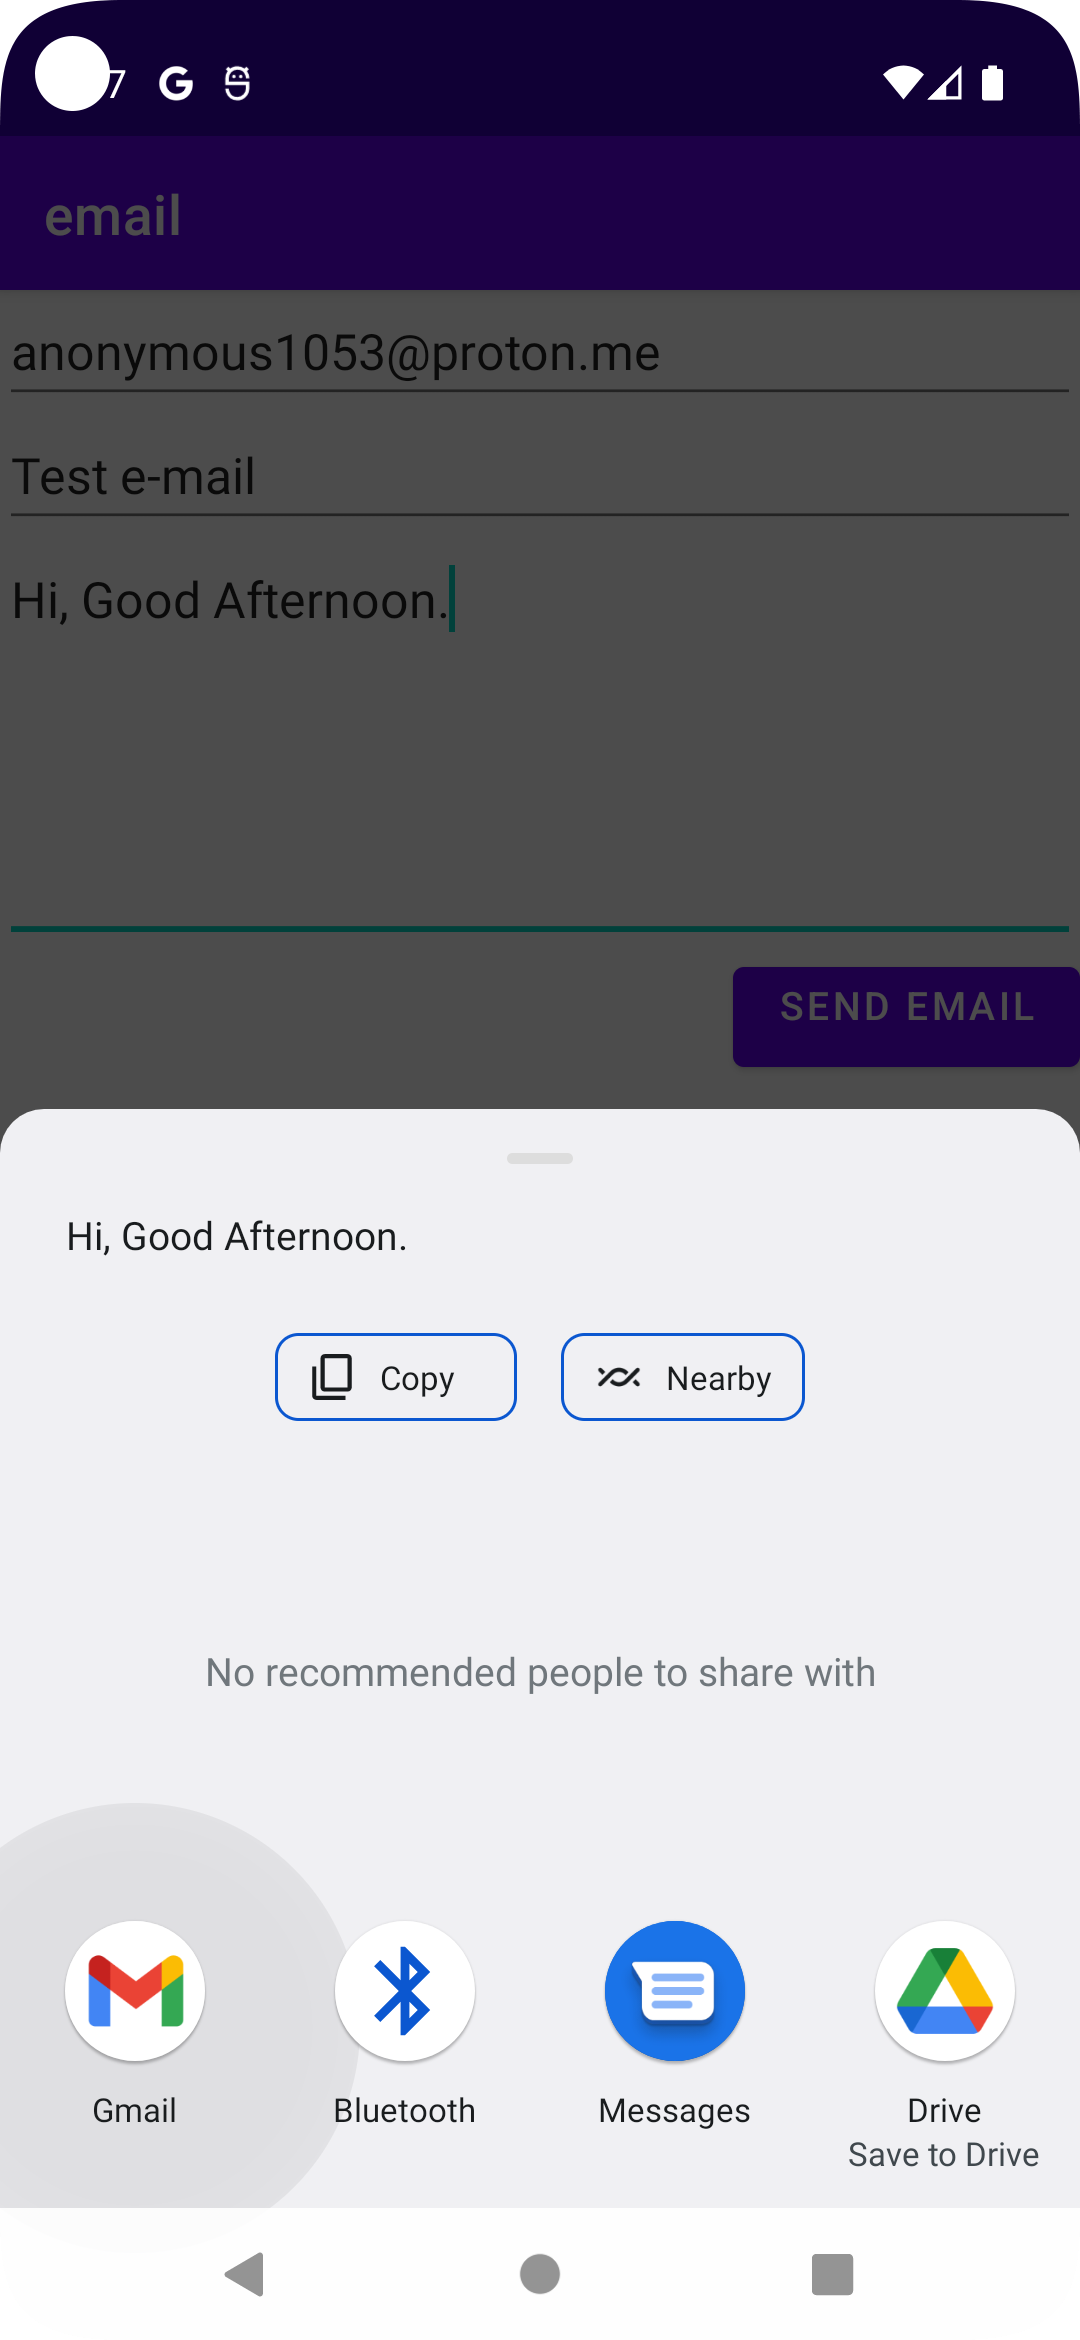 7
email
anonymous1053@proton.me
Test e-mail
Hi, Good Afternoon.
SEND EMAIL
Hi, Good Afternoon.
Copy
Nearby
No recommended people to share with
Gmail
Bluetooth
Messages
Drive
Save to Drive